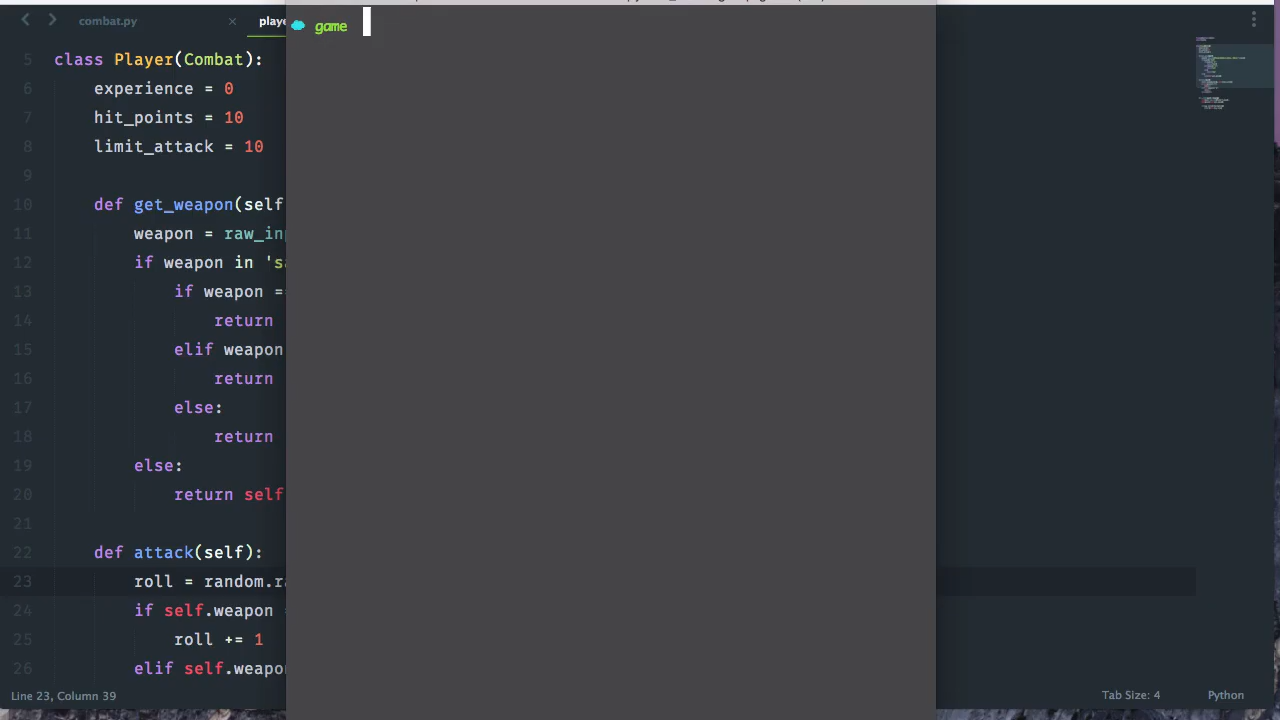 combat.py × playe
game
5 class Player(Combat):
6 experience = 0
7 hit_points = 10
8 limit_attack = 10
9
10 def get_weapon(self
11 weapon = raw_in
12 if weapon in 's
13 if weapon =
14 return
15 elif weapon
16 return
17 else:
18 return
19 else:
20 return self
21
22 def attack(self):
23 roll = random.r
24 if self.weapon
25 roll += 1
26 elif self.weapon
Line 23, Column 39 Tab Size: 4 Python